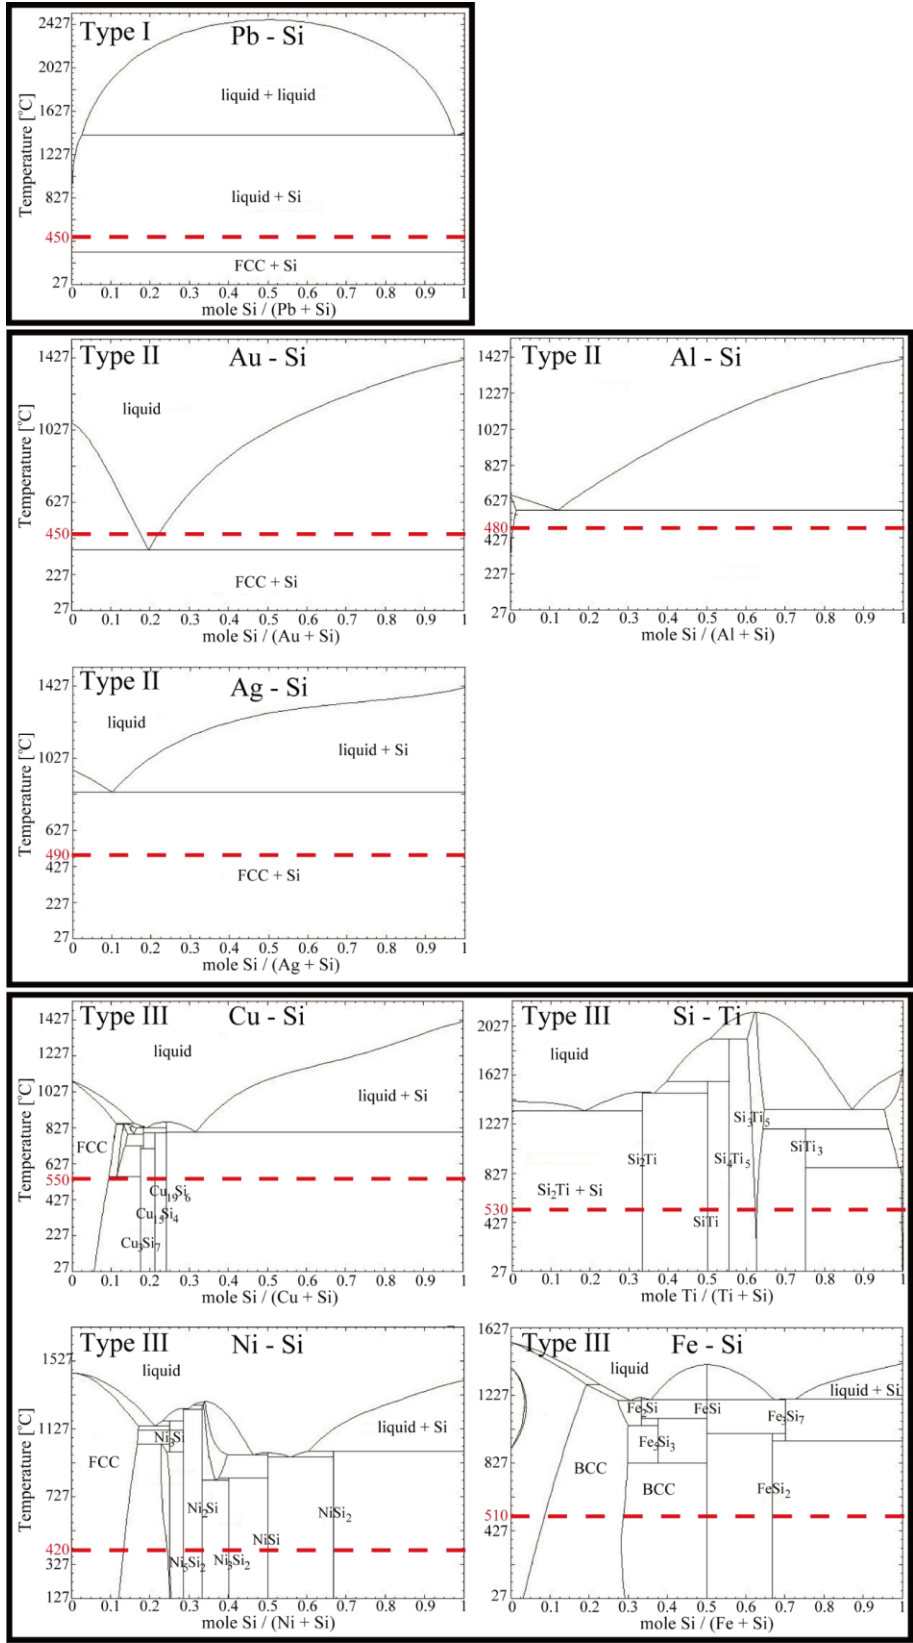 Type I Pb - Si
Temperature [°C]
2427
2027
1627
1227
827
450
27
liquid + liquid
liquid + Si
FCC + Si
0 0.1 0.2 0.3 0.4 0.5 0.6 0.7 0.8 0.9 1
mole Si / (Pb + Si)
Type II Au - Si
Temperature [°C]
1427
1027
627
450
227
27
liquid
FCC + Si
0 0.1 0.2 0.3 0.4 0.5 0.6 0.7 0.8 0.9 1
mole Si / (Au + Si)
Type II Al - Si
1427
1227
1027
827
627
480
427
227
27
0 0.1 0.2 0.3 0.4 0.5 0.6 0.7 0.8 0.9 1
mole Si / (Al + Si)
Type II Ag - Si
Temperature [°C]
1427
1027
627
490
427
227
27
liquid
liquid + Si
FCC + Si
0 0.1 0.2 0.3 0.4 0.5 0.6 0.7 0.8 0.9 1
mole Si / (Ag + Si)
Type III Cu - Si
Temperature [°C]
1427
1227
1027
827
627
550
427
227
27
liquid
liquid + Si
FCC
Cu19Si6
Cu15Si4
Cu3Si7
0 0.1 0.2 0.3 0.4 0.5 0.6 0.7 0.8 0.9 1
mole Si / (Cu + Si)
Type III Si - Ti
2027
1627
1227
827
530
427
27
liquid
Si3Ti5
SiTi3
Si2Ti
Si4Ti5
Si2Ti + Si
SiTi
0 0.1 0.2 0.3 0.4 0.5 0.6 0.7 0.8 0.9 1
mole Ti / (Ti + Si)
Type III Ni - Si
Temperature [°C]
1527
1127
727
420
327
127
liquid
liquid + Si
Ni3Si
FCC
Ni2Si
NiSi2
NiSi
Ni5Si2
Ni3Si2
0 0.1 0.2 0.3 0.4 0.5 0.6 0.7 0.8 0.9 1
mole Si / (Ni + Si)
Type III Fe - Si
1627
1227
827
510
427
27
liquid
liquid + Si
Fe2Si
FeSi
Fe3Si7
Fe5Si3
BCC
BCC
FeSi2
0 0.1 0.2 0.3 0.4 0.5 0.6 0.7 0.8 0.9 1
mole Si / (Fe + Si)